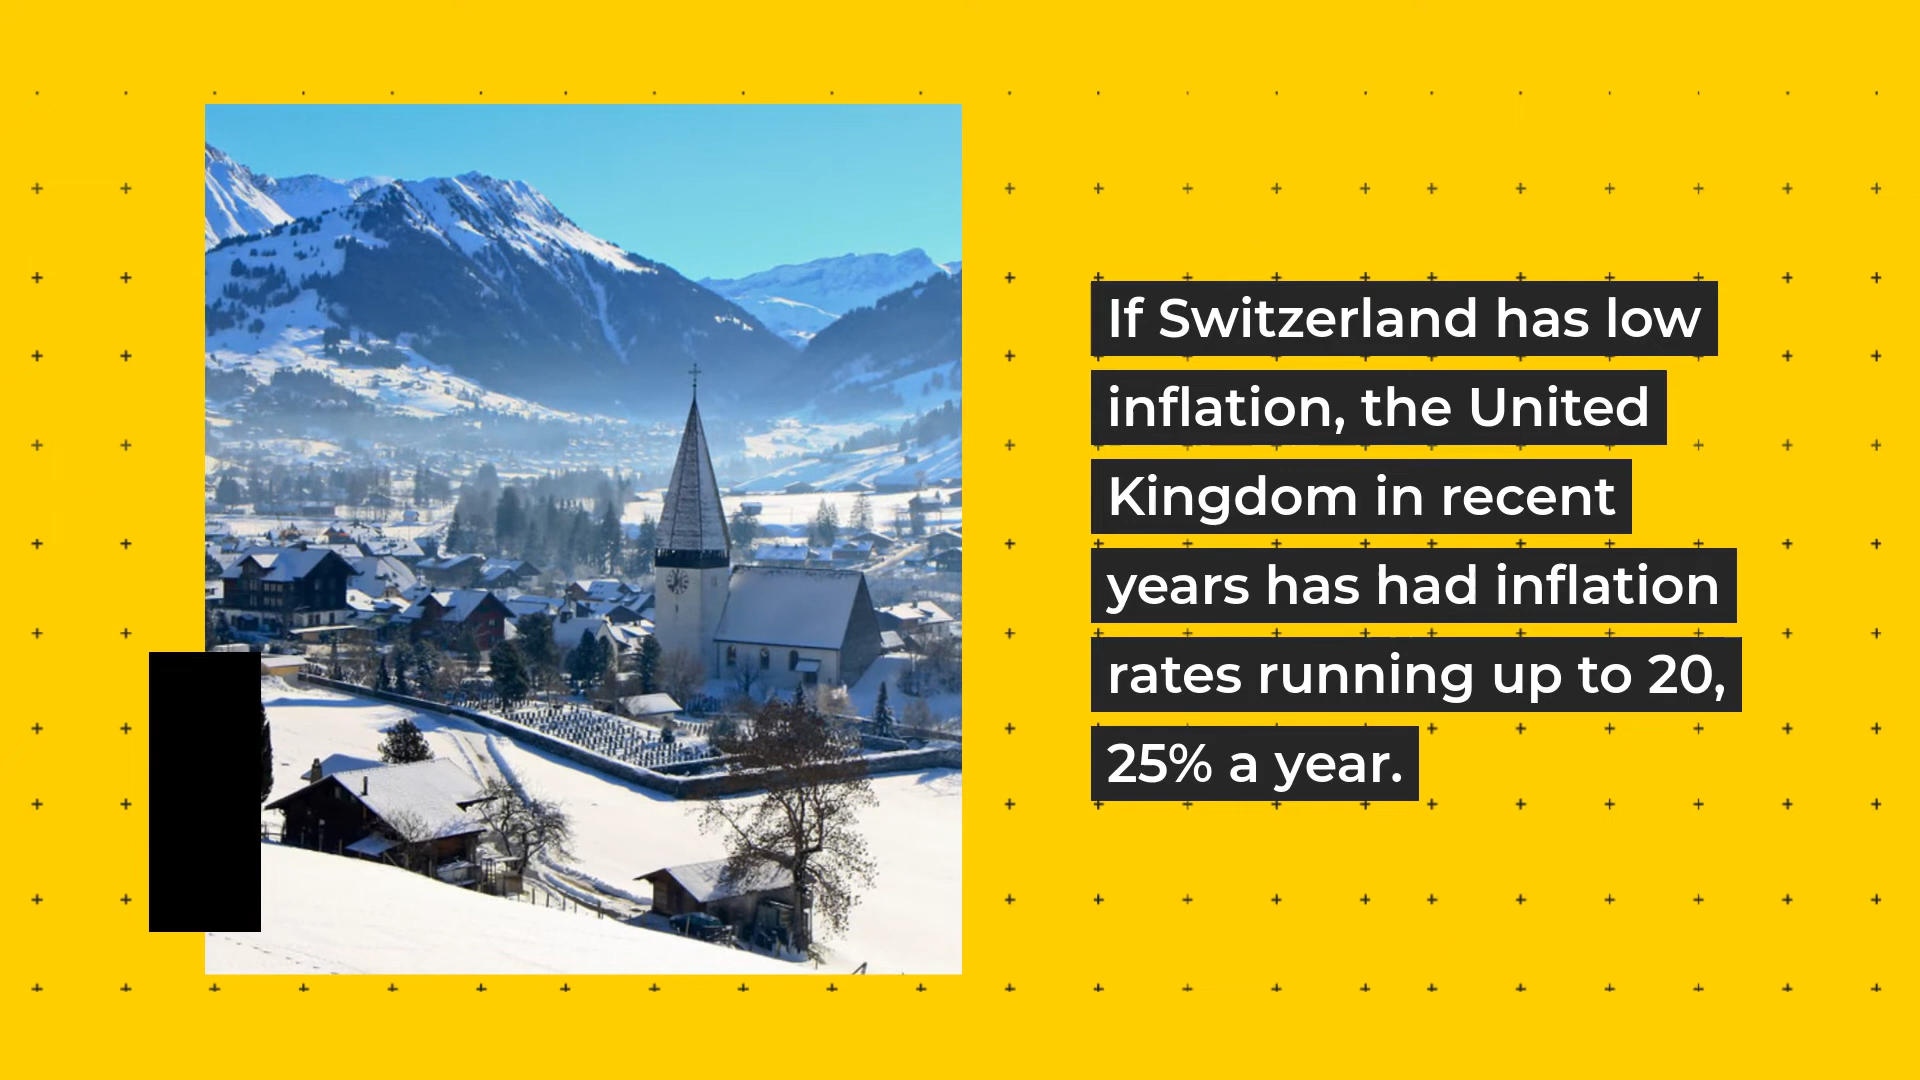 If Switzerland has low
inflation, the United
Kingdom in recent
years has had inflation
rates running up to 20,
25% a year.